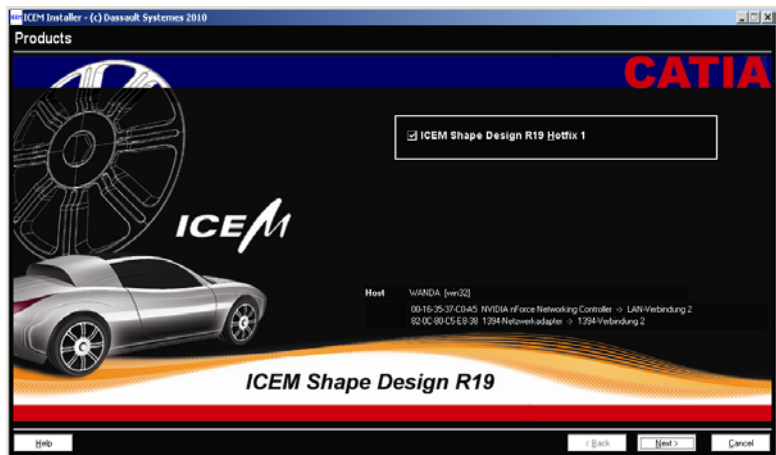 ICEM Installer - (c) Dassault Systemes 2010
Products
CATIA
ICEM Shape Design R19 Hotfix 1
ICEM
Host WANDA [win32]
00-16-35-37-C0-A5 NVIDIA nForce Networking Controller -> LAN-Verbindung 2
82-0C-80-C5-E8-38 1394-Netzwerkadapter -> 1394-Verbindung 2
ICEM Shape Design R19
Help
< Back
Next >
Cancel